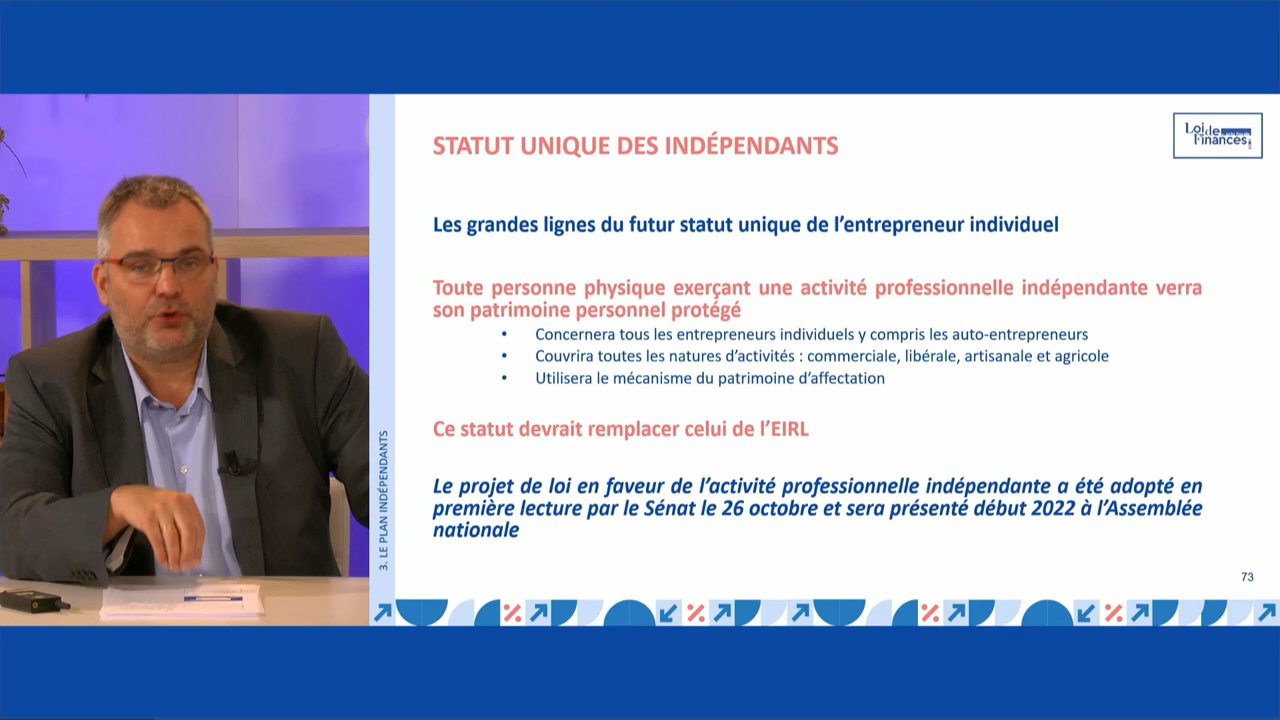 STATUT UNIQUE DES INDÉPENDANTS
Loi de
Finances
Les grandes lignes du futur statut unique de l’entrepreneur individuel
Toute personne physique exerçant une activité professionnelle indépendante verra
son patrimoine personnel protégé
• Concernera tous les entrepreneurs individuels y compris les auto-entrepreneurs
• Couvrira toutes les natures d’activités : commerciale, libérale, artisanale et agricole
• Utilisera le mécanisme du patrimoine d’affectation
Ce statut devrait remplacer celui de l’EIRL
Le projet de loi en faveur de l’activité professionnelle indépendante a été adopté en
première lecture par le Sénat le 26 octobre et sera présenté début 2022 à l’Assemblée
nationale
3. LE PLAN INDÉPENDANTS
73